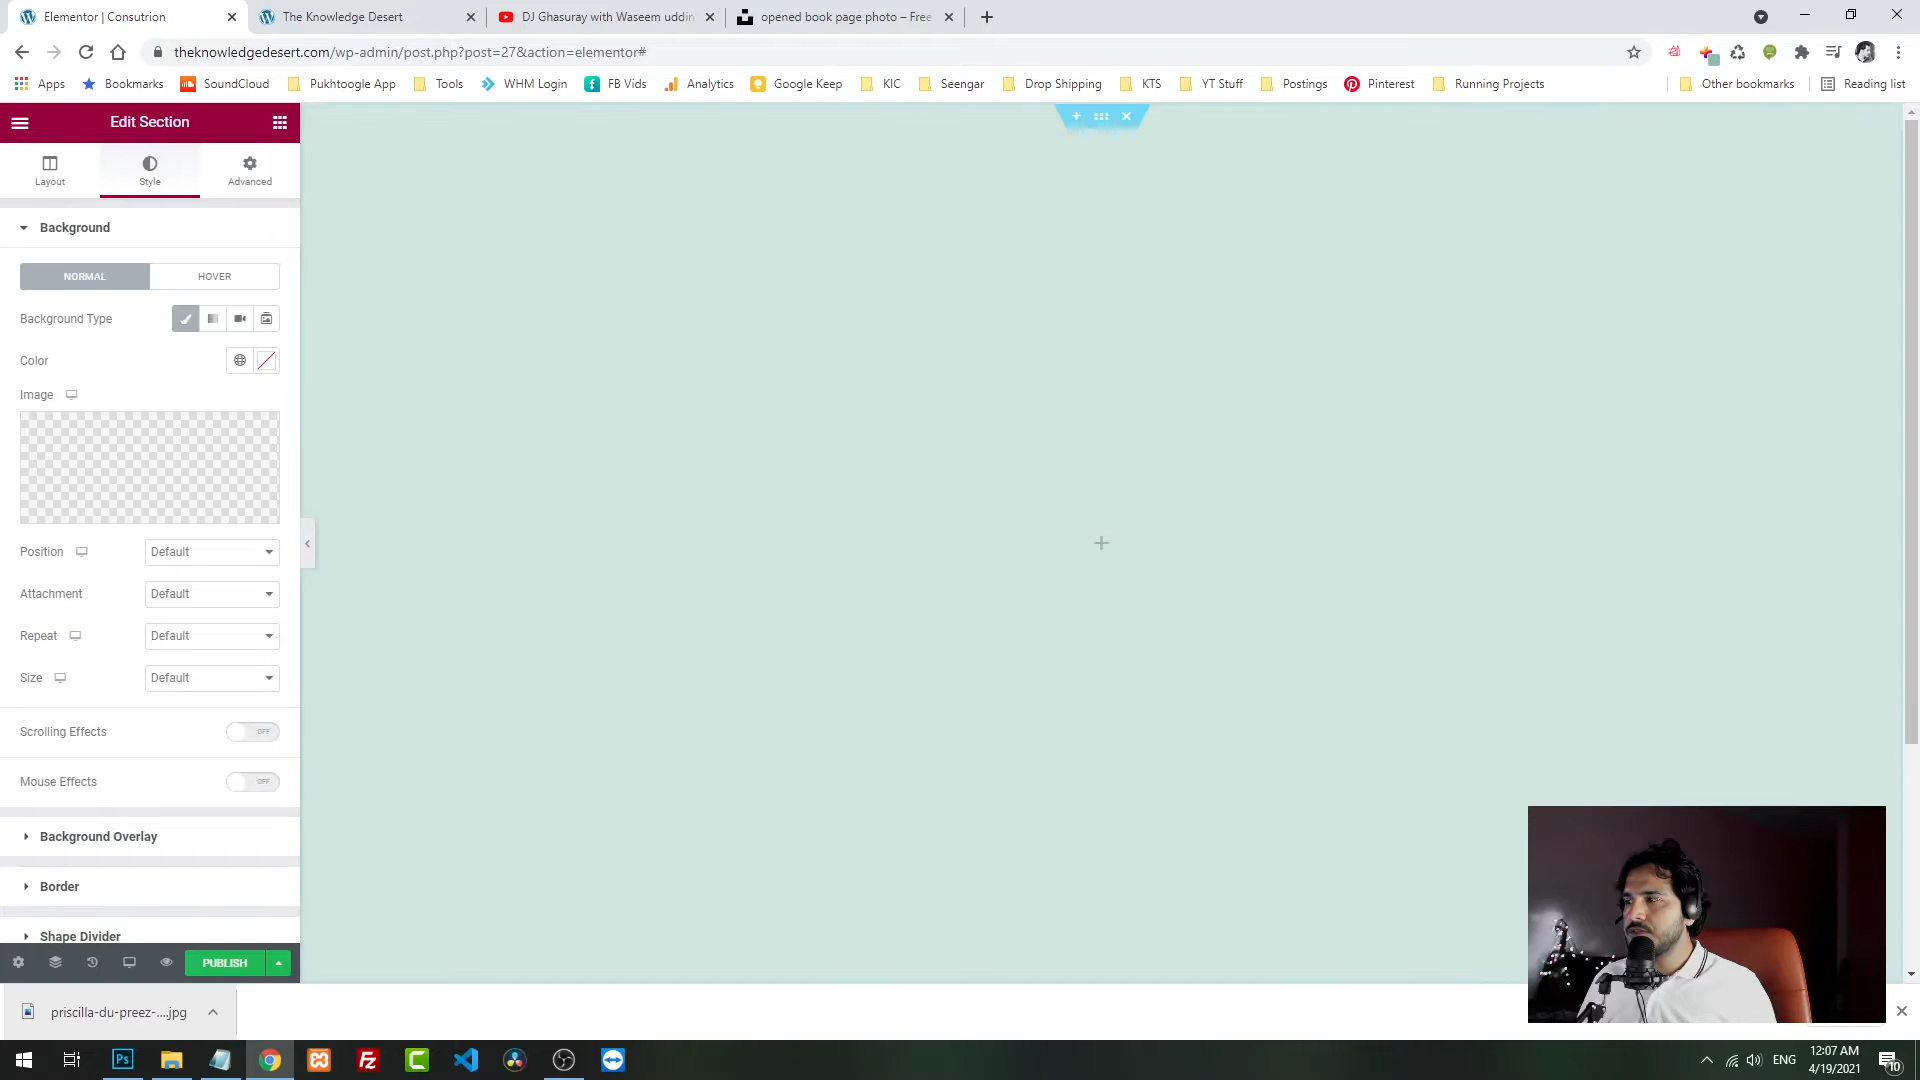 Elementor | Consutrion
The Knowledge Desert
DJ Ghasuray with Waseem uddin
opened book page photo – Free
theknowledgedesert.com/wp-admin/post.php?post=27&action=elementor#
Apps
Bookmarks
SoundCloud
Pukhtoogle App
Tools
WHM Login
FB Vids
Analytics
Google Keep
KIC
Seengar
Drop Shipping
KTS
YT Stuff
Postings
Pinterest
Running Projects
Other bookmarks
Reading list
Edit Section
Layout
Style
Advanced
Background
NORMAL
HOVER
Background Type
Color
Image
Position
Default
Attachment
Default
Repeat
Default
Size
Default
Scrolling Effects
OFF
Mouse Effects
OFF
Background Overlay
Border
Shape Divider
PUBLISH
priscilla-du-preez-....jpg
Ps
ENG
12:07 AM
4/19/2021
10